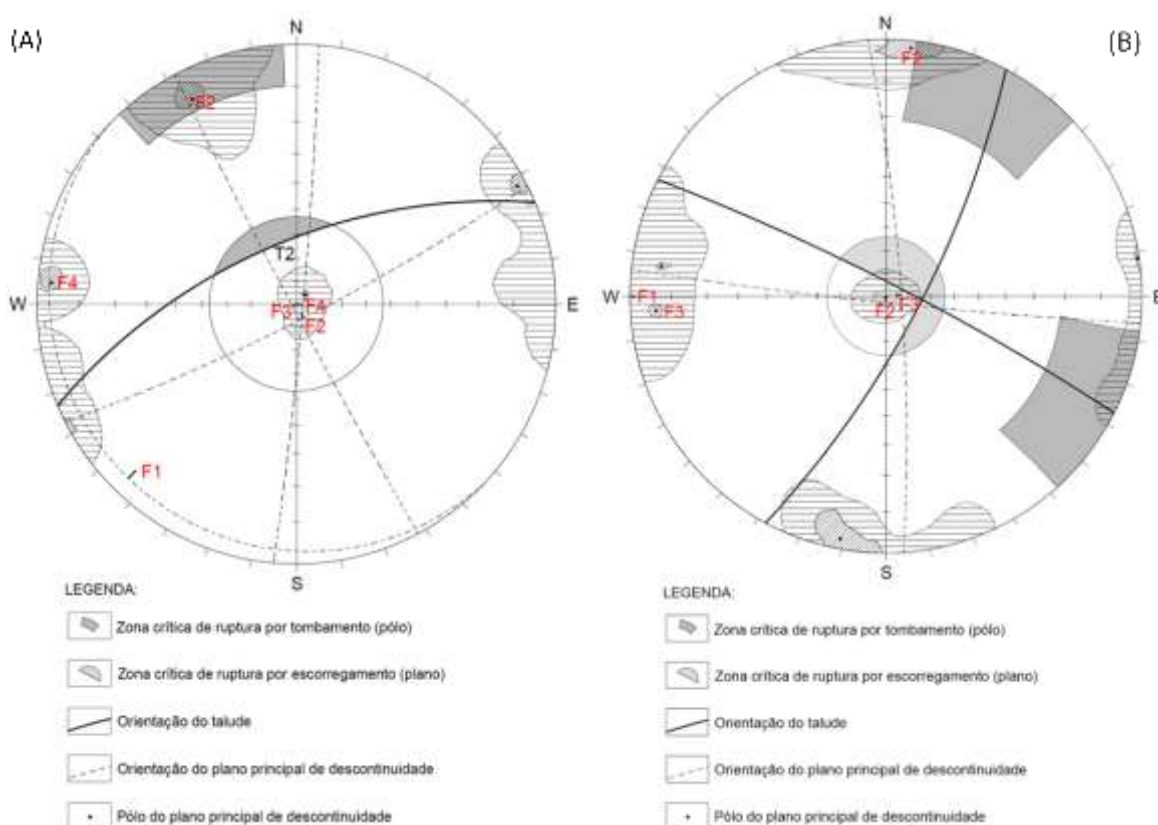 (A)
N
F2
T2
F4
W
E
F3
F4
F2
F1
S
LEGENDA:
Zona crítica de ruptura por tombamento (pólo)
Zona crítica de ruptura por escorregamento (plano)
Orientação do talude
Orientação do plano principal de descontinuidade
Pólo do plano principal de descontinuidade
(B)
N
F2
W
E
F1
F3
F2
F1
S
LEGENDA:
Zona crítica de ruptura por tombamento (pólo)
Zona crítica de ruptura por escorregamento (plano)
Orientação do talude
Orientação do plano principal de descontinuidade
Pólo do plano principal de descontinuidade